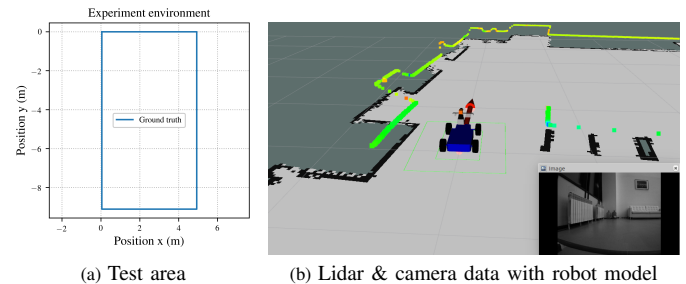 Experiment environment
0
−2
−4
−6
−8
Position y (m)
Ground truth
−2
0
2
4
6
Position x (m)
(a) Test area
image
(b) Lidar & camera data with robot model